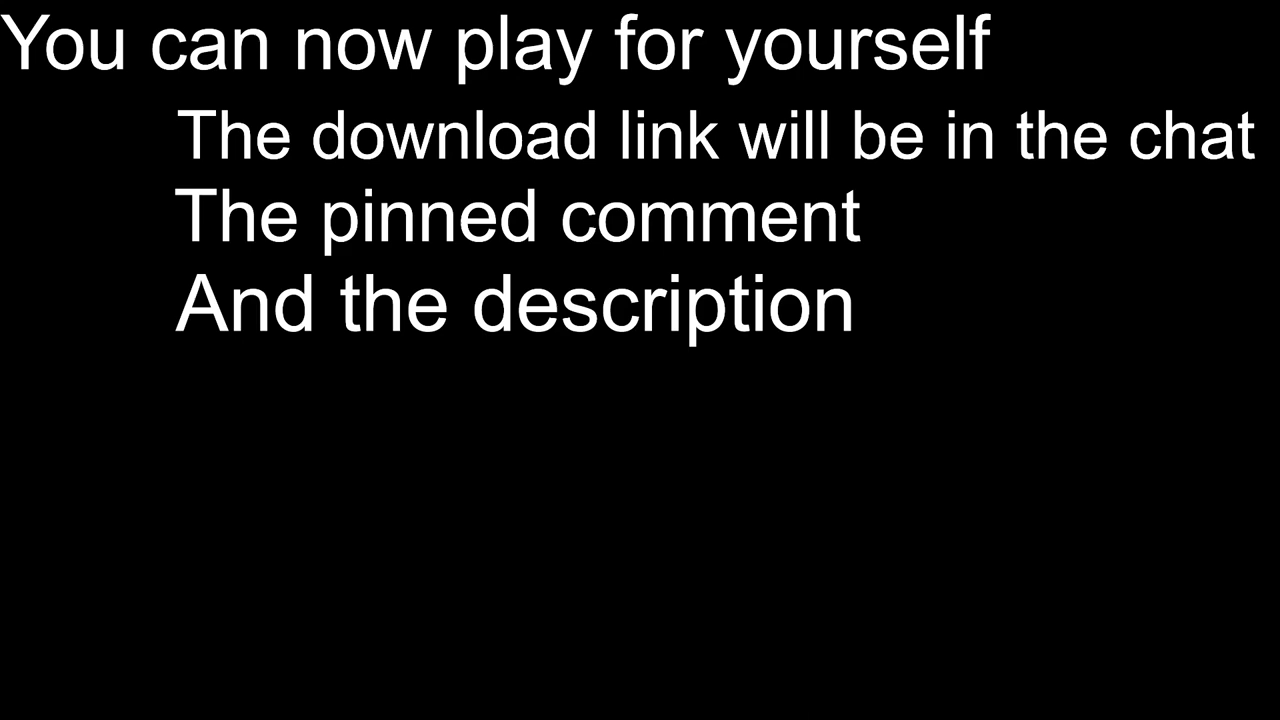 You can now play for yourself
The download link will be in the chat
The pinned comment
And the description